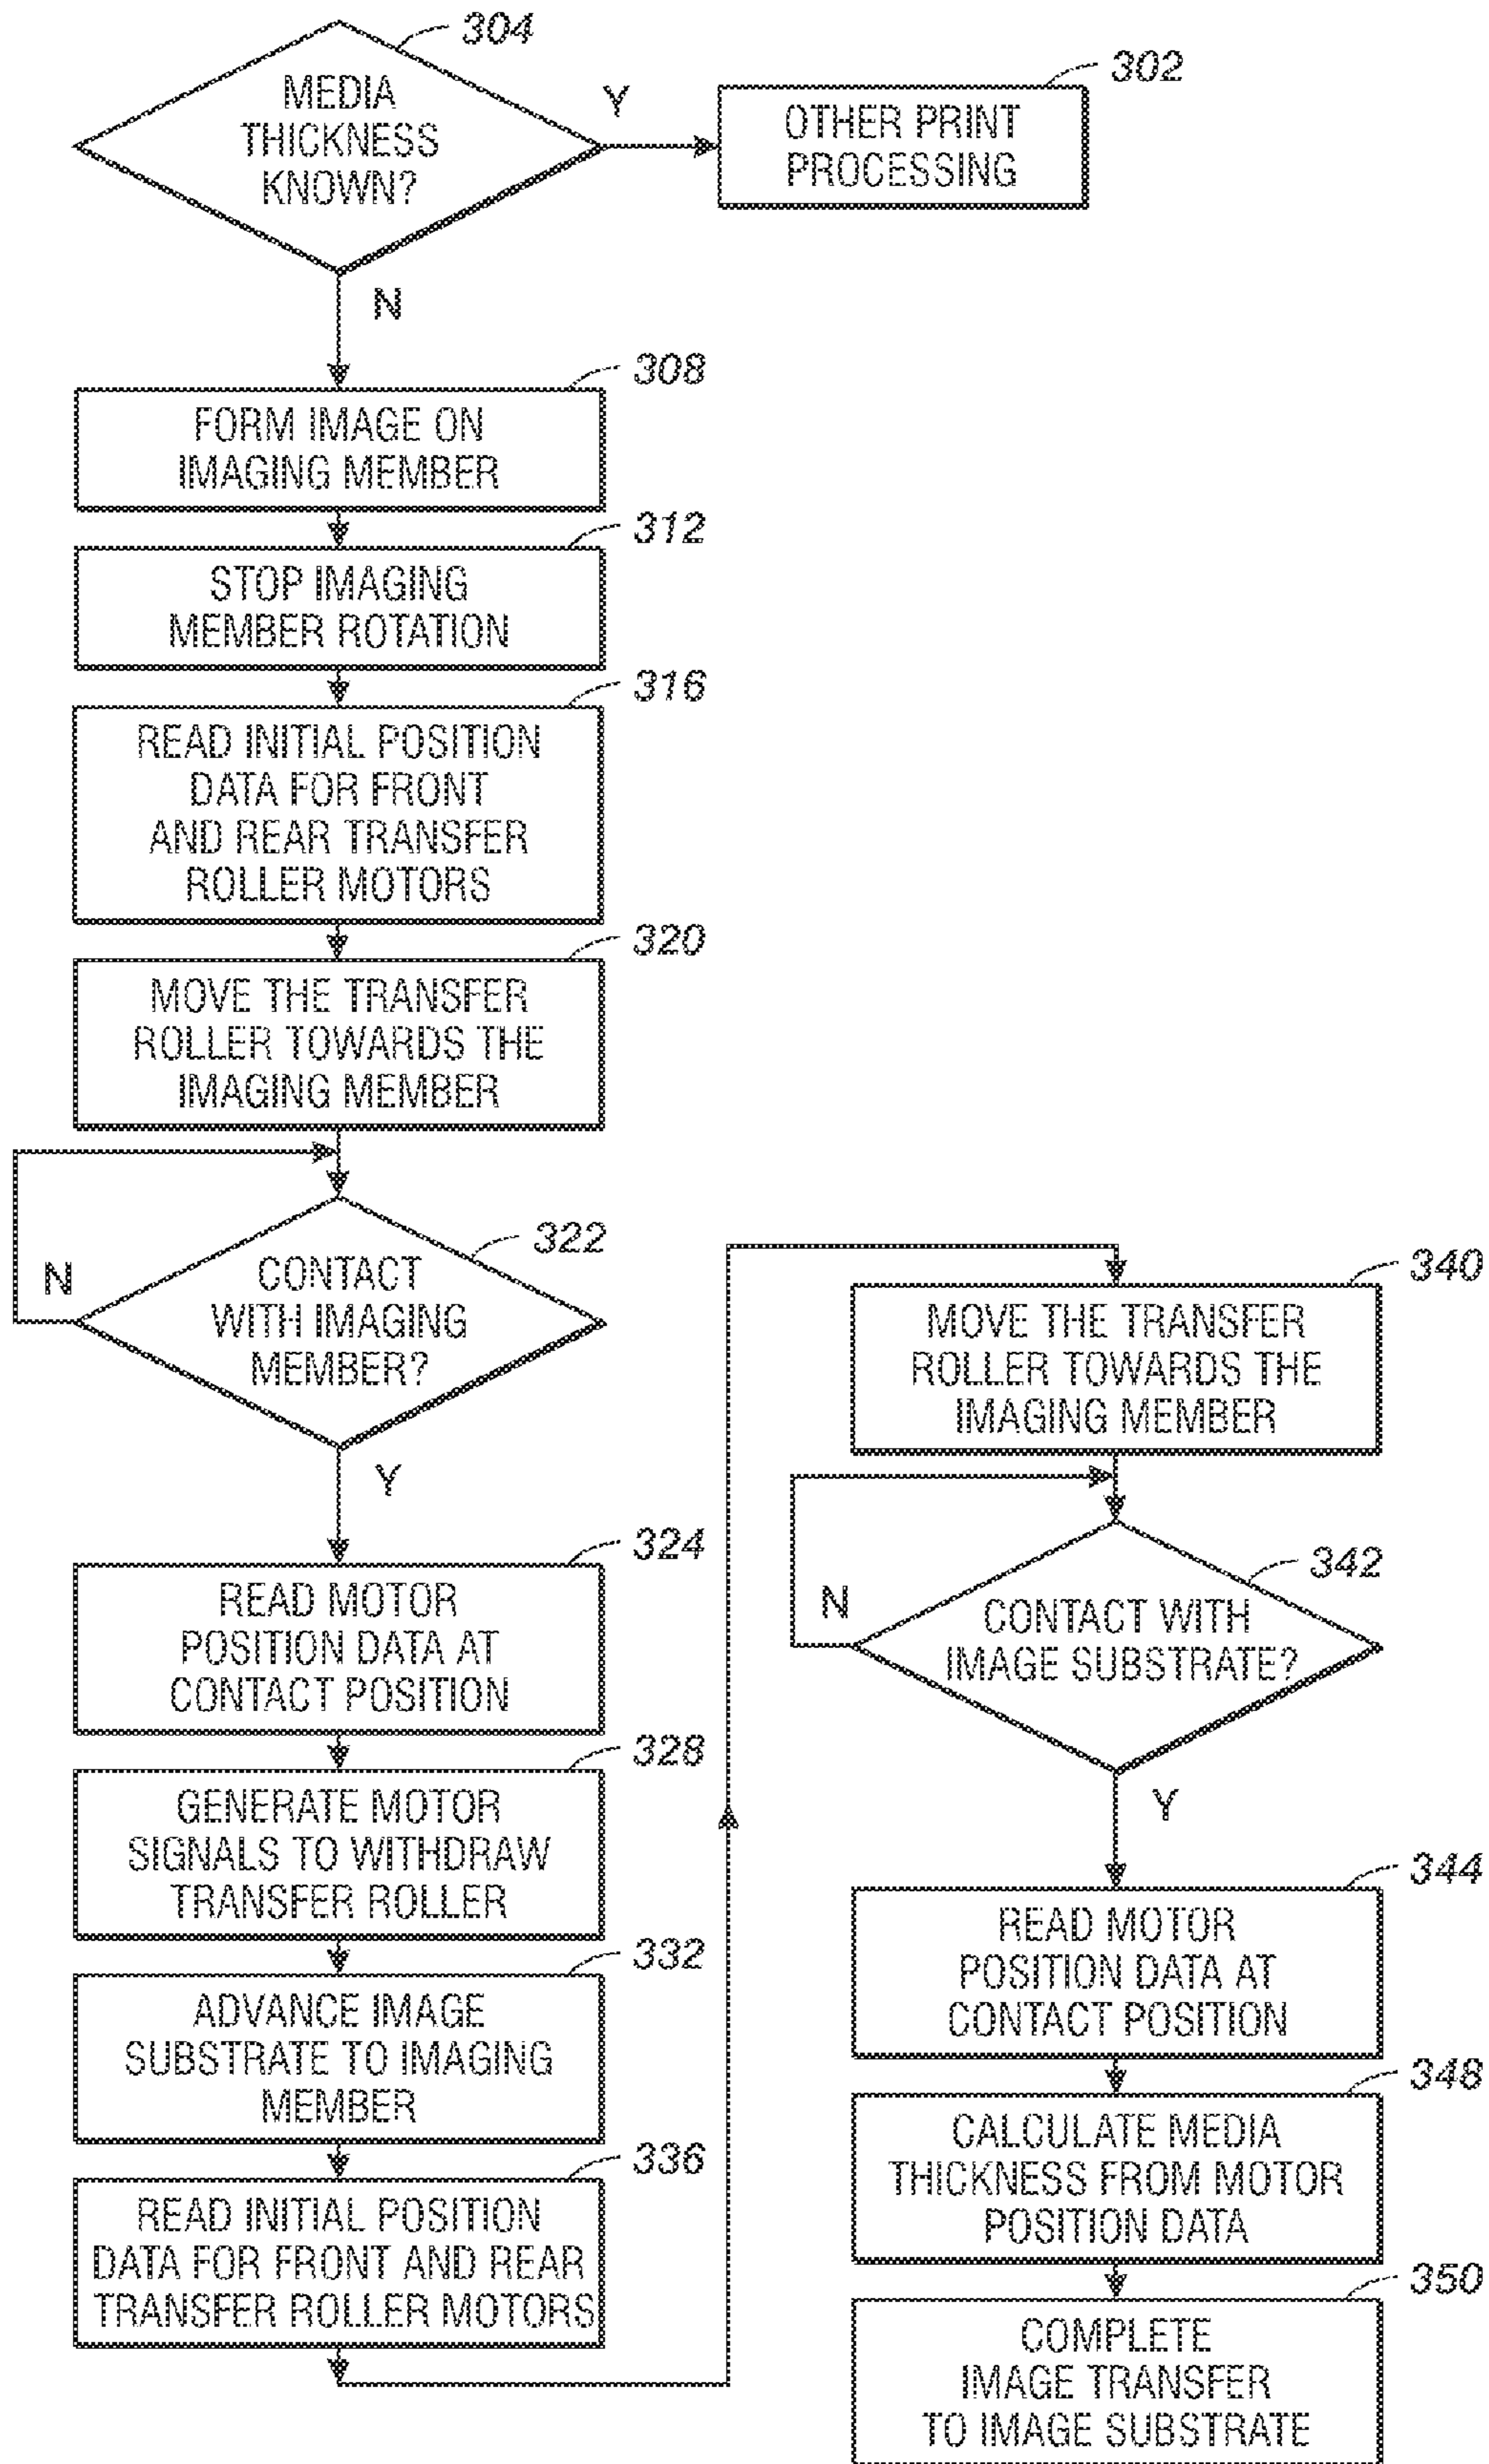 304
MEDIA
THICKNESS
KNOWN?
Y
302
OTHER PRINT
PROCESSING
N
308
FORM IMAGE ON
IMAGING MEMBER
312
STOP IMAGING
MEMBER ROTATION
316
READ INITIAL POSITION
DATA FOR FRONT
AND REAR TRANSFER
ROLLER MOTORS
320
MOVE THE TRANSFER
ROLLER TOWARDS THE
IMAGING MEMBER
322
CONTACT
WITH IMAGING
MEMBER?
N
Y
324
READ MOTOR
POSITION DATA AT
CONTACT POSITION
328
GENERATE MOTOR
SIGNALS TO WITHDRAW
TRANSFER ROLLER
332
ADVANCE IMAGE
SUBSTRATE TO IMAGING
MEMBER
336
READ INITIAL POSITION
DATA FOR FRONT AND REAR
TRANSFER ROLLER MOTORS
340
MOVE THE TRANSFER
ROLLER TOWARDS THE
IMAGING MEMBER
342
CONTACT WITH
IMAGE SUBSTRATE?
N
Y
344
READ MOTOR
POSITION DATA AT
CONTACT POSITION
348
CALCULATE MEDIA
THICKNESS FROM MOTOR
POSITION DATA
350
COMPLETE
IMAGE TRANSFER
TO IMAGE SUBSTRATE